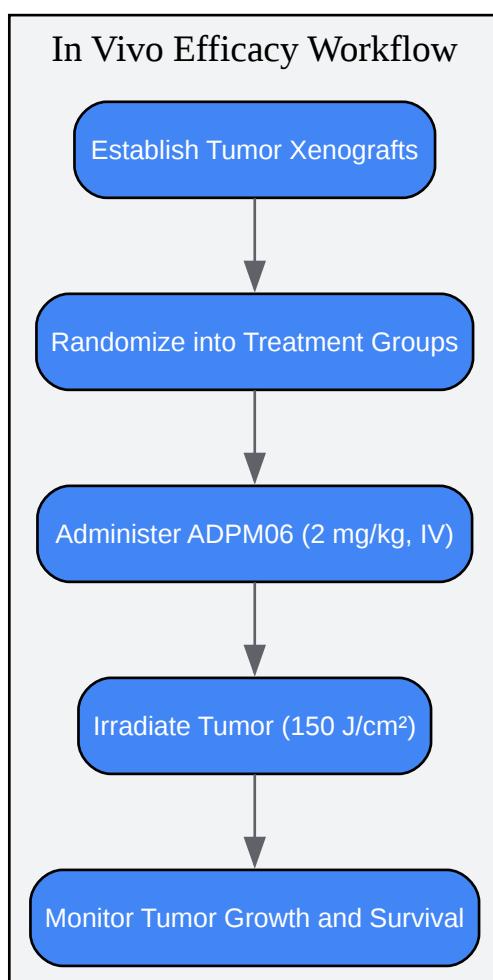 In Vivo Efficacy Workflow
Establish Tumor Xenografts
Randomize into Treatment Groups
Administer ADPM06 (2 mg/kg, IV)
Irradiate Tumor (150 J/cm²)
Monitor Tumor Growth and Survival